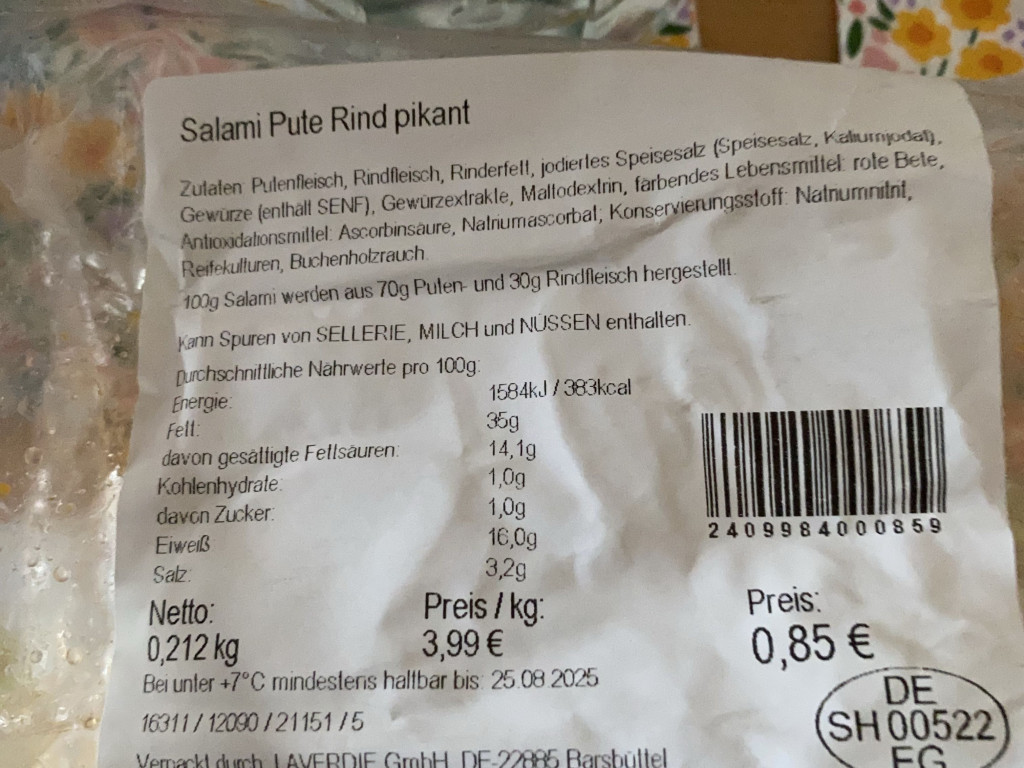 Salami Pute Rind pikant
Zutaten: Putenfleisch, Rindfleisch, Rinderfett, jodiertes Speisesalz (Speisesalz, Kaliumjodat),
Gewürze (enthält SENF), Gewürzextrakte, Maltodextrin, färbendes Lebensmittel: rote Bete,
Antioxidationsmittel: Ascorbinsäure, Natriumascorbat; Konservierungsstoff: Natriumnitrit,
Reifekulturen, Buchenholzrauch.
100g Salami werden aus 70g Puten- und 30g Rindfleisch hergestellt.
Kann Spuren von SELLERIE, MILCH und NÜSSEN enthalten.
Durchschnittliche Nährwerte pro 100g:
Energie: 1584kJ / 383kcal
Fett: 35g
davon gesättigte Fettsäuren: 14,1g
Kohlenhydrate: 1,0g
davon Zucker: 1,0g
Eiweiß 16,0g
Salz: 3,2g
2409984000859
Netto: Preis / kg: Preis:
0,212 kg 3,99 € 0,85 €
Bei unter +7°C mindestens haltbar bis: 25.08.2025
16311 / 12090 / 21151 / 5
DE
SH 00522
EG
Verpackt durch: LAVERDIE GmbH, DE-22885 Barsbüttel